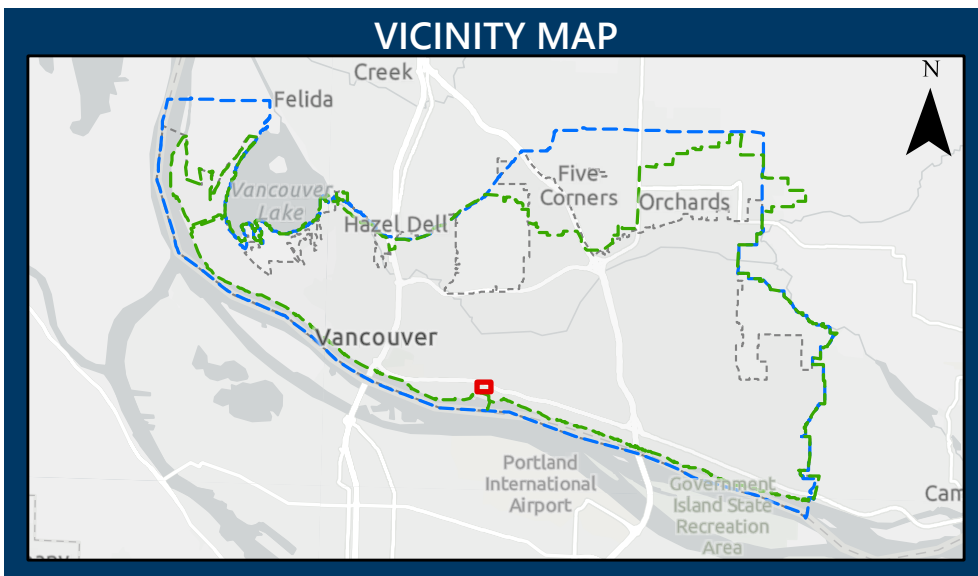 VICINITY MAP
N
Creek
Felida
Vancouver
Lake
Five
Corners
Orchards
Hazel Dell
Vancouver
Portland
International
Airport
Government
Island State
Recreation
Area
Cam
any